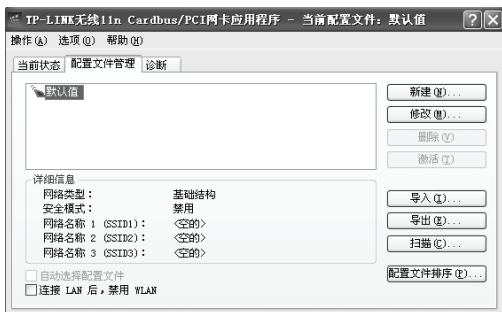 TP-LINK无线11n Cardbus/PCI网卡应用程序 - 当前配置文件：默认值
操作(A) 选项(O) 帮助(H)
当前状态 配置文件管理 诊断
默认值
新建(N)...
修改(M)...
删除(V)
激活(T)
详细信息
网络类型： 基础结构
安全模式： 禁用
网络名称 1 (SSID1)： <空的>
网络名称 2 (SSID2)： <空的>
网络名称 3 (SSID3)： <空的>
导入(I)...
导出(E)...
扫描(C)...
自动选择配置文件
连接 LAN 后，禁用 WLAN
配置文件排序(P)...